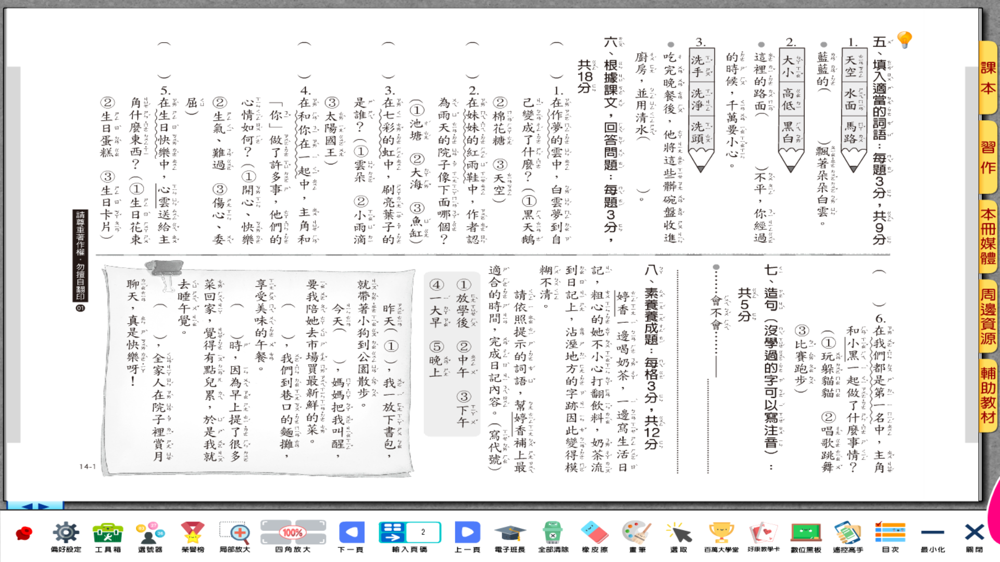 五、填入適當的詞語:每題3分,共9分
1. 天空 水面 馬路
藍藍的( )飄著朵朵白雲。
2. 大小 高低 黑白
這裡的路面( )不平,你經過
的時候,千萬要小心。
3. 洗手 洗淨 洗頭
吃完晚餐後,他將這些髒碗盤收進
廚房,並用清水( )。
六、根據課文,回答問題:每題3分,
共18分
( )1.在作夢的雲中,白雲夢到自
己變成了什麼?(①黑天鵝
②棉花糖 ③天空)
( )2.在妹妹的紅雨鞋中,作者認
為雨天的院子像下面哪個?
(①池塘 ②大海 ③魚缸)
( )3.在七彩的虹中,刷亮葉子的
是誰?(①雲朵 ②小雨滴
③太陽國王)
( )4.在和你在一起中,主角和
「你」做了許多事,他們的
心情如何?(①開心、快樂
②生氣、難過 ③傷心、委
屈)
( )5.在生日快樂中,心雲送給主
角什麼東西?(①生日花束
②生日蛋糕 ③生日卡片)
( )6.在我們都是第一名中,主角
和小黑一起做了什麼事情?
(①玩躲貓貓 ②唱歌跳舞
③比賽跑步)
七、造句(沒學過的字可以寫注音):
共5分
……會不會……
八、素養養成題:每格3分,共12分
婷香一邊喝奶茶,一邊寫生活日
記,粗心的她不小心打翻飲料,奶茶流
到日記上,沾溼地方的字跡因此變得模
糊不清。
請依照提示的詞語,幫婷香補上最
適合的時間,完成日記內容。(寫代號)
①放學後 ②中午 ③下午
④一大早 ⑤晚上
昨天(①),我一放下書包,
就帶著小狗到公園散步。
今天( ),媽媽把我叫醒,
要我陪她去市場買最新鮮的菜。
( ),我們到巷口的麵攤,
享受美味的午餐。
( )時,因為早上提了很多
菜回家,覺得有點兒累,於是我就
去睡午覺。
( ),全家人在院子裡賞月
聊天,真是快樂呀!
請尊重著作權・勿擅自翻印 01
14-1
課本
習作
本冊媒體
周邊資源
輔助教材
偏好設定
工具箱
03 27 36
選號器
榮譽榜
局部放大
100%
四角放大
下一頁
2
輸入頁碼
上一頁
電子班長
全部清除
橡皮擦
畫筆
選取
百萬大學堂
好康教學卡
數位黑板
遙控高手
目次
最小化
關閉